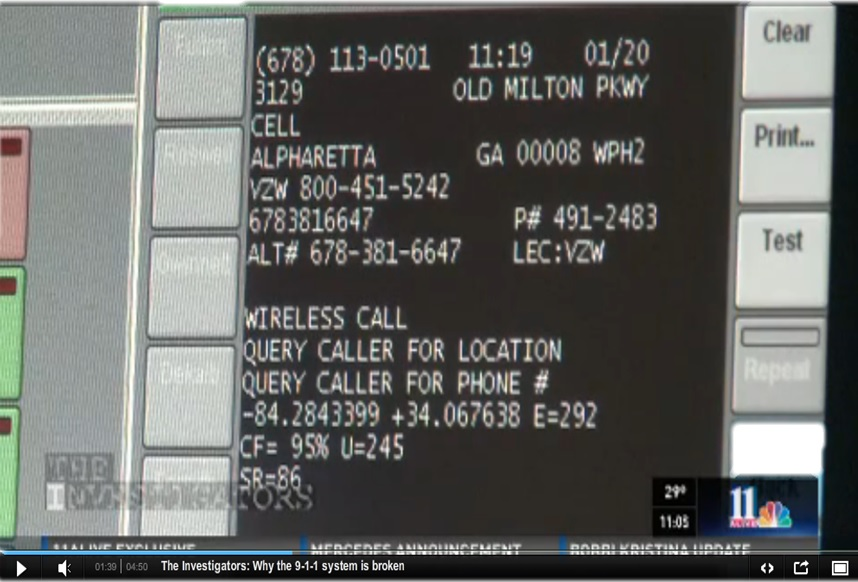 Fulton
Clear
(678) 113-0501 11:19 01/20
3129 OLD MILTON PKWY
CELL
Roswell
Print...
ALPHARETTA GA 00008 WPH2
VZW 800-451-5242
6783816647 P# 491-2483
Test
ALT# 678-381-6647 LEC:VZW
Gwinnett
WIRELESS CALL
QUERY CALLER FOR LOCATION
Dekalb
Repeat
QUERY CALLER FOR PHONE #
-84.2843399 +34.067638 E=292
CF= 95% U=245
SR=86
THE
INVESTIGATORS
29°
11
ALIVE
11:05
11ALIVE EXCLUSIVE MERCEDES ANNOUNCEMENT BOBBI KRISTINA UPDATE
01:39 | 04:50 The Investigators: Why the 9-1-1 system is broken